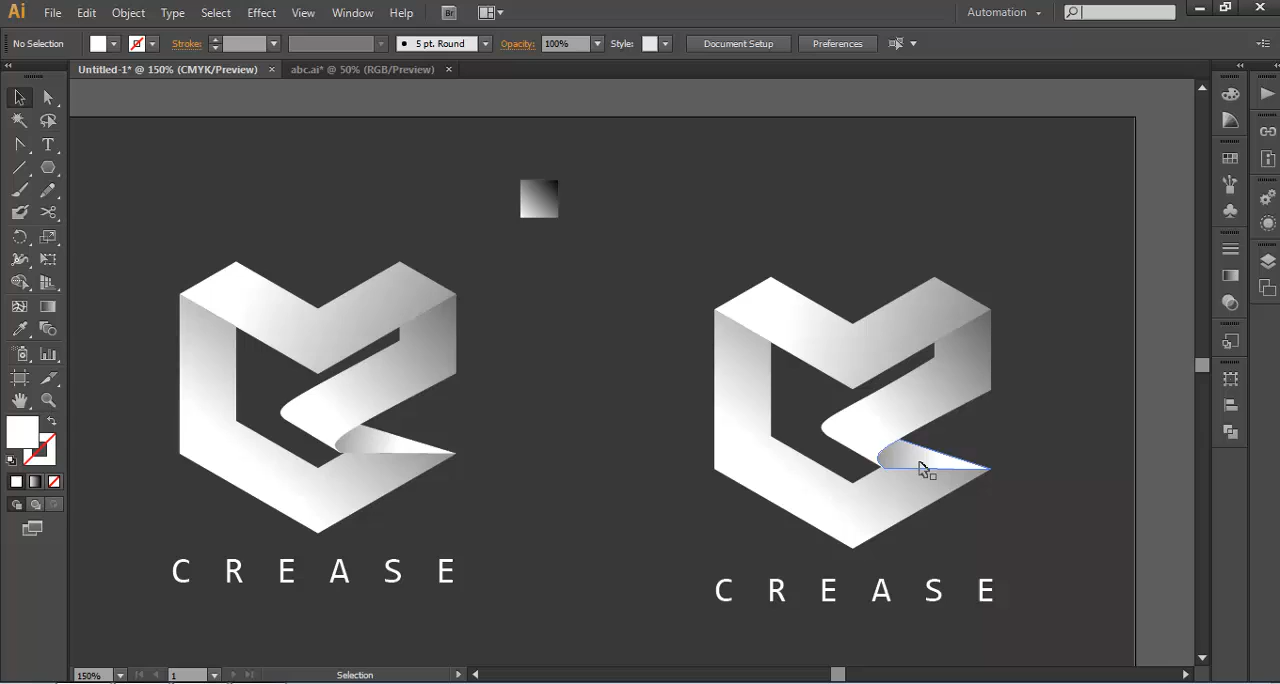 Ai File Edit Object Type Select Effect View Window Help Br Automation
No Selection Stroke: 5 pt. Round Opacity: 100% Style: Document Setup Preferences
Untitled-1* @ 150% (CMYK/Preview) × abc.ai* @ 50% (RGB/Preview) ×
C R E A S E
C R E A S E
150% 1 Selection